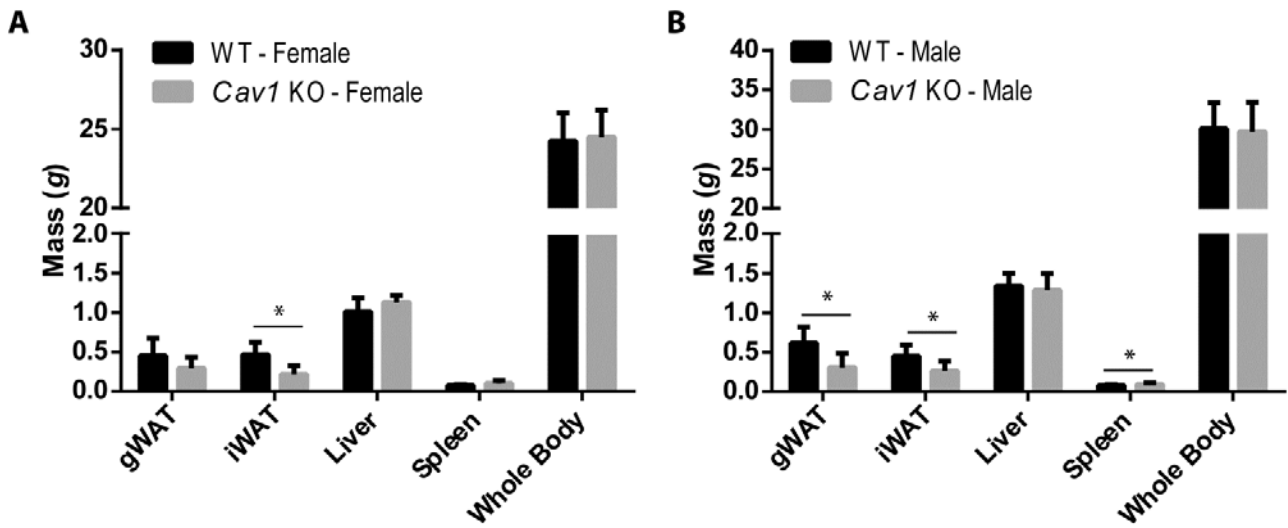 A
WT - Female
Cav1 KO - Female
Mass (g)
30
25
20
2.0
1.5
1.0
0.5
0.0
*
gWAT
iWAT
Liver
Spleen
Whole Body
B
WT - Male
Cav1 KO - Male
Mass (g)
40
35
30
25
20
2.0
1.5
1.0
0.5
0.0
*
*
*
gWAT
iWAT
Liver
Spleen
Whole Body